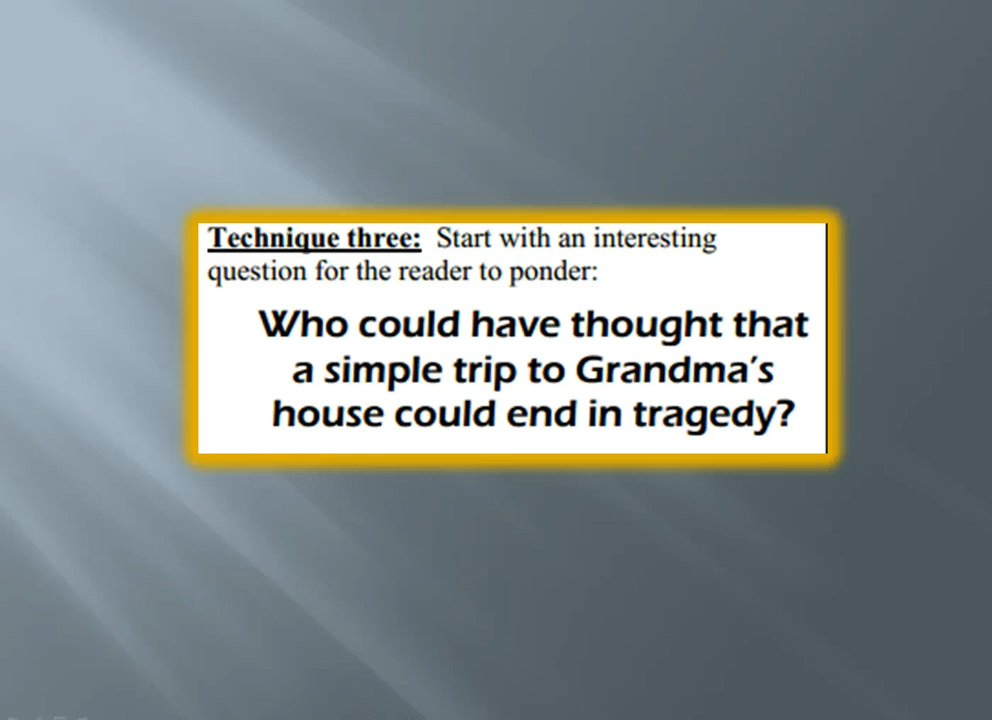 Technique three: Start with an interesting
question for the reader to ponder:
Who could have thought that
a simple trip to Grandma's
house could end in tragedy?